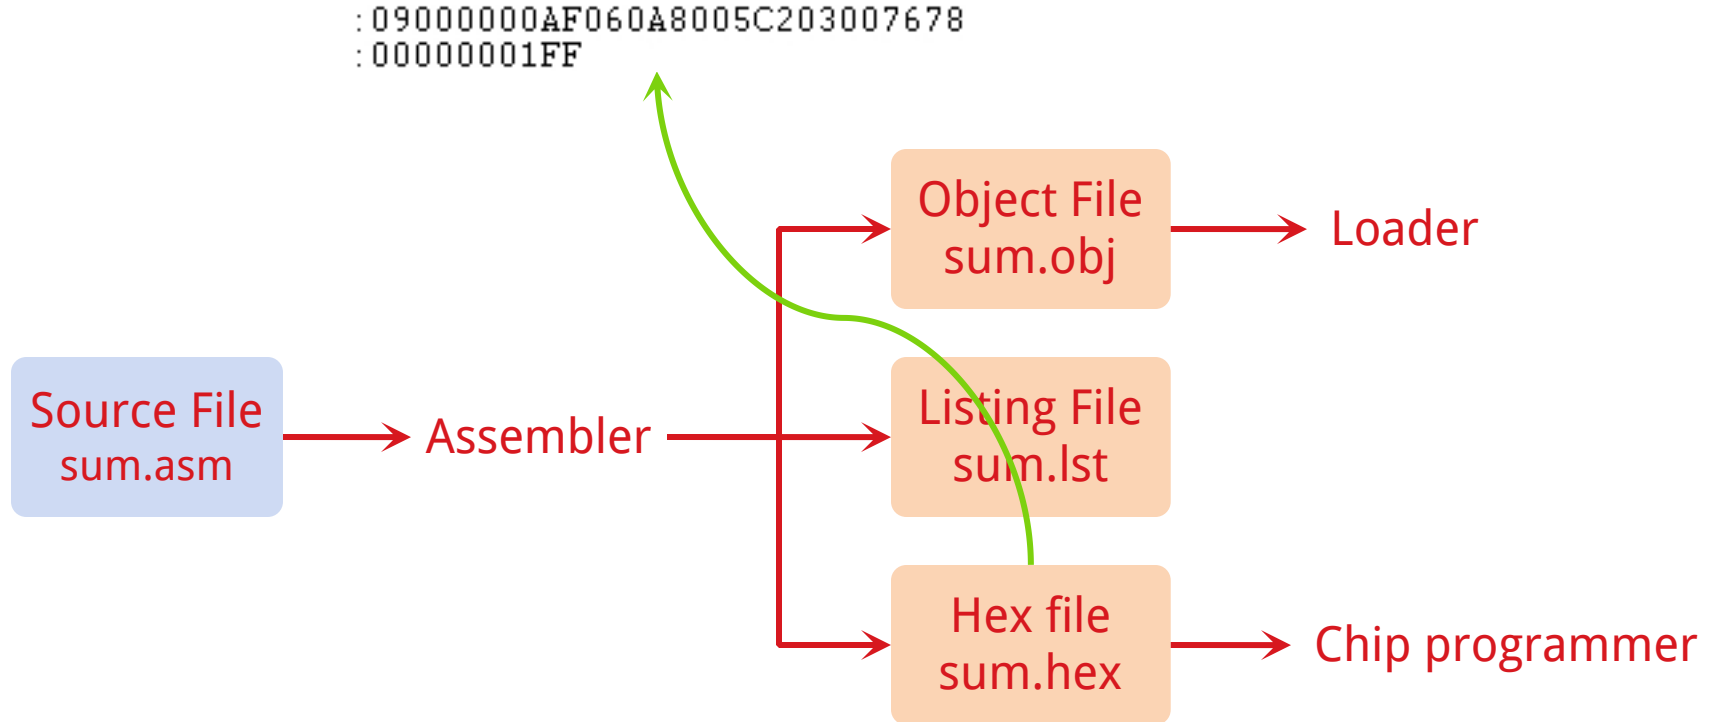 :09000000AF060A8005C203007678
:00000001FF
Object File
sum.obj
Loader
Source File
sum.asm
Assembler
Listing File
sum.lst
Hex file
sum.hex
Chip programmer